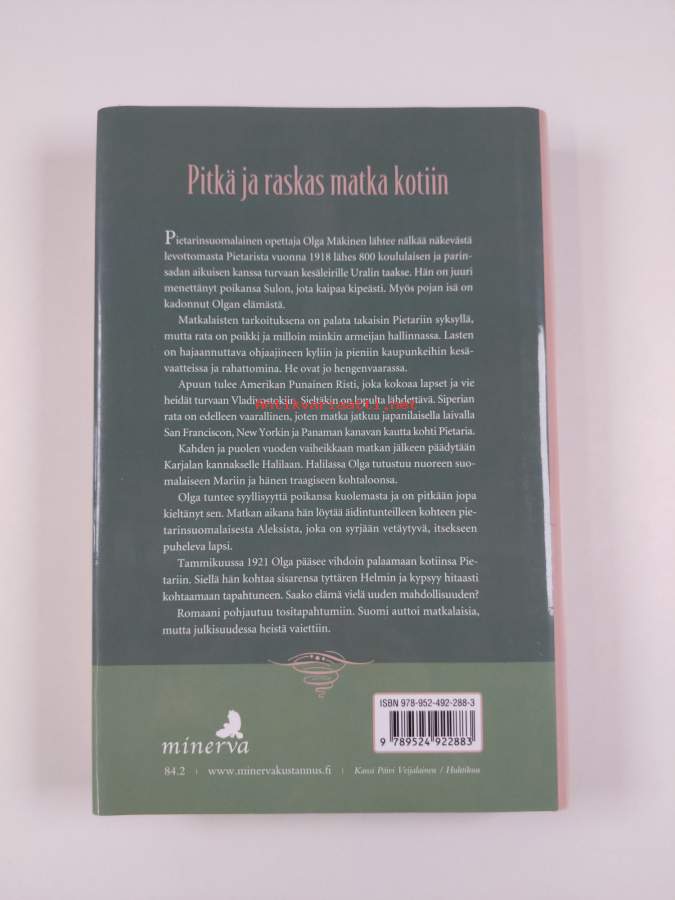 Pitkä ja raskas matka kotiin
Pietarinsuomalainen opettaja Olga Mäkinen lähtee nälkää näkevästä
levottomasta Pietarista vuonna 1918 lähes 800 koululaisen ja parin-
sadan aikuisen kanssa turvaan kesäleirille Uralin taakse. Hän on juuri
menettänyt poikansa Sulon, jota kaipaa kipeästi. Myös pojan isä on
kadonnut Olgan elämästä.
Matkalaisten tarkoituksena on palata takaisin Pietariin syksyllä,
mutta rata on poikki ja milloin minkin armeijan hallinnassa. Lasten
on hajaannuttava ohjaajineen kyliin ja pieniin kaupunkeihin kesä-
vaatteissa ja rahattomina. He ovat jo hengenvaarassa.
Apuun tulee Amerikan Punainen Risti, joka kokoaa lapset ja vie
heidät turvaan Vladivostokiin. Sieltäkin on lopulta lähdettävä. Siperian
antikvariaatti.net
rata on edelleen vaarallinen, joten matka jatkuu japanilaisella laivalla
San Franciscon, New Yorkin ja Panaman kanavan kautta kohti Pietaria.
Kahden ja puolen vuoden vaiheikkaan matkan jälkeen päädytään
Karjalan kannakselle Halilaan. Halilassa Olga tutustuu nuoreen suo-
malaiseen Mariin ja hänen traagiseen kohtaloonsa.
Olga tuntee syyllisyyttä poikansa kuolemasta ja on pitkään jopa
kieltänyt sen. Matkan aikana hän löytää äidintunteilleen kohteen pie-
tarinsuomalaisesta Aleksista, joka on syrjään vetäytyvä, itsekseen
puheleva lapsi.
Tammikuussa 1921 Olga pääsee vihdoin palaamaan kotiinsa Pie-
tariin. Siellä hän kohtaa sisarensa tyttären Helmin ja kypsyy hitaasti
kohtaamaan tapahtuneen. Saako elämä vielä uuden mahdollisuuden?
Romaani pohjautuu tositapahtumiin. Suomi auttoi matkalaisia,
mutta julkisuudessa heistä vaiettiin.
ISBN 978-952-492-288-3
9 789524 922883
minerva
84.2 | www.minervakustannus.fi | Kansi Päivi Veijalainen / Huhtikuu